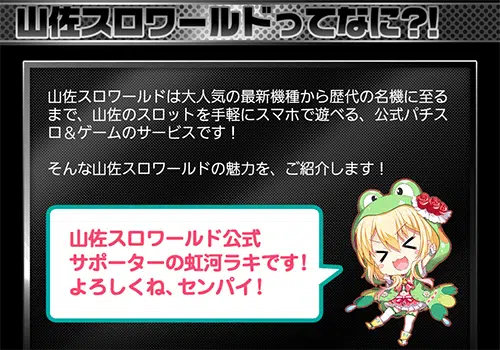 山佐スロワールドってなに?!
山佐スロワールドは大人気の最新機種から歴代の名機に至る
まで、山佐のスロットを手軽にスマホで遊べる、公式パチス
ロ&ゲームのサービスです!
そんな山佐スロワールドの魅力を、ご紹介します!
山佐スロワールド公式
サポーターの虹河ラキです!
よろしくね、センパイ!